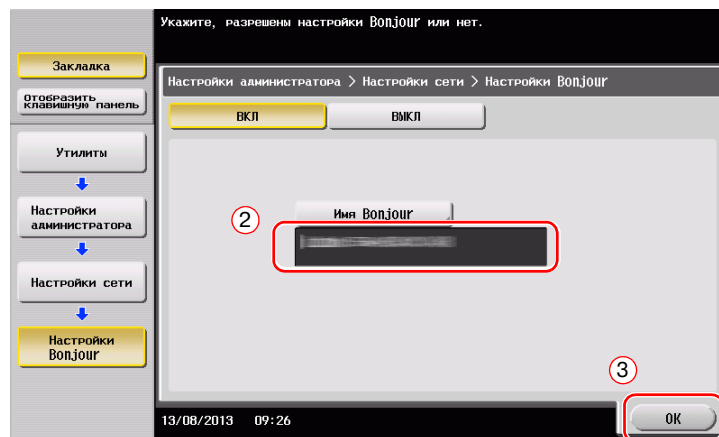 Укажите, разрешены настройки Bonjour или нет.
Закладка
Отобразить
клавишную панель
Утилиты
Настройки
администратора
Настройки сети
Настройки
Bonjour
Настройки администратора > Настройки сети > Настройки Bonjour
ВКЛ
ВЫКЛ
2
Имя Bonjour
3
13/08/2013 09:26
OK